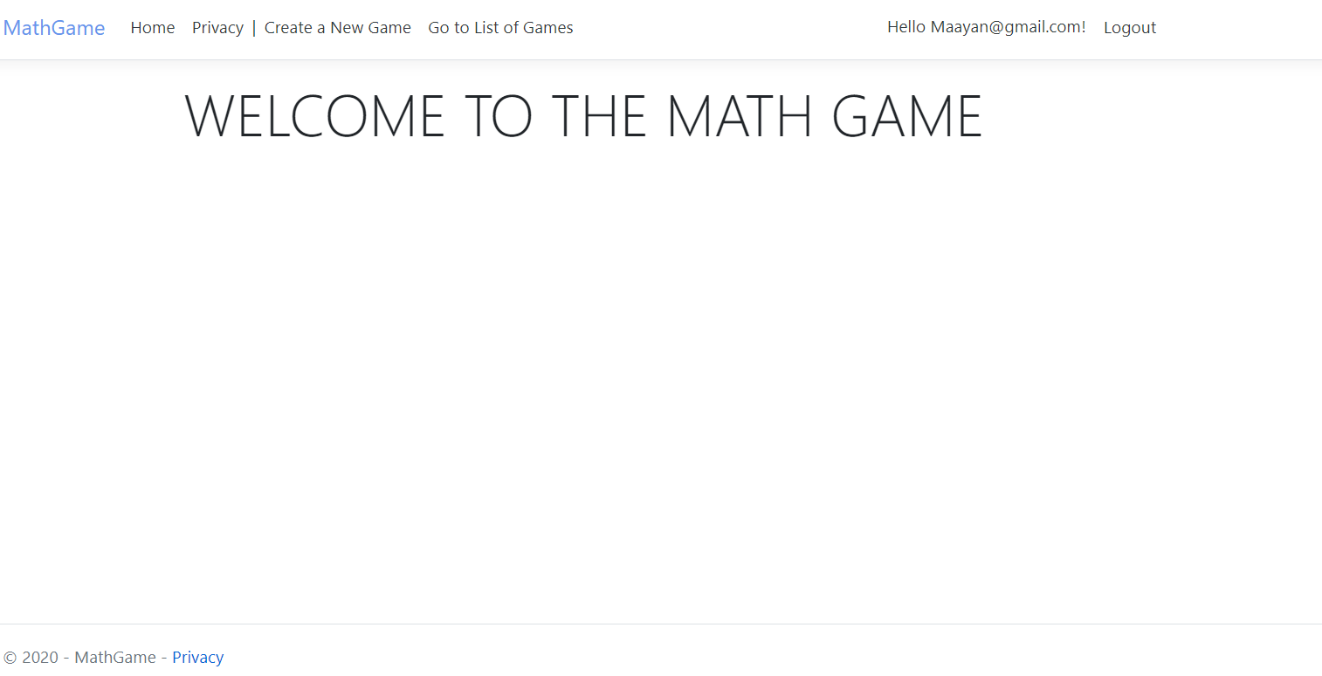 MathGame Home Privacy | Create a New Game Go to List of Games Hello Maayan@gmail.com! Logout
WELCOME TO THE MATH GAME
© 2020 - MathGame - Privacy